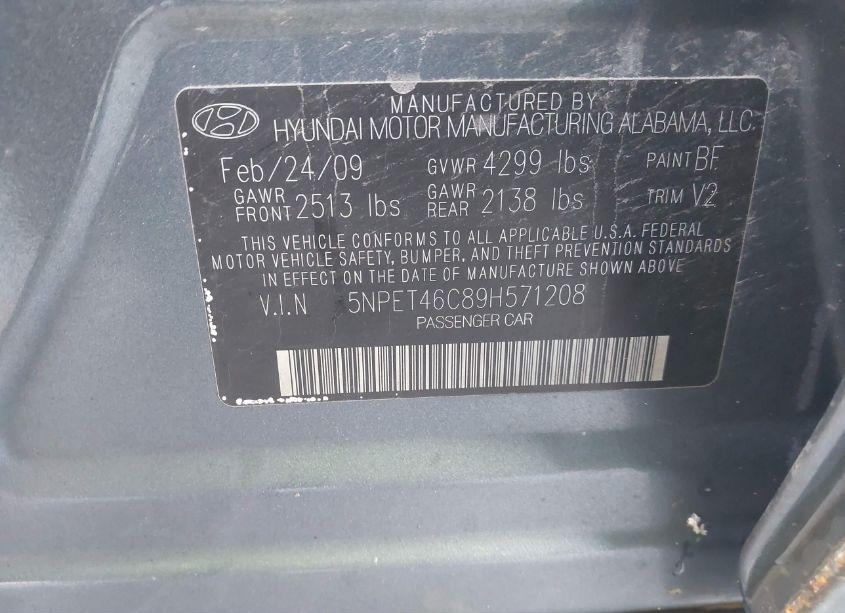 MANUFACTURED BY
HYUNDAI MOTOR MANUFACTURING ALABAMA, LLC.
Feb/24/09 GVWR 4299 lbs PAINT BF
GAWR FRONT 2513 lbs GAWR REAR 2138 lbs TRIM V2
THIS VEHICLE CONFORMS TO ALL APPLICABLE U.S.A. FEDERAL
MOTOR VEHICLE SAFETY, BUMPER, AND THEFT PREVENTION STANDARDS
IN EFFECT ON THE DATE OF MANUFACTURE SHOWN ABOVE
V.I.N 5NPET46C89H571208
PASSENGER CAR